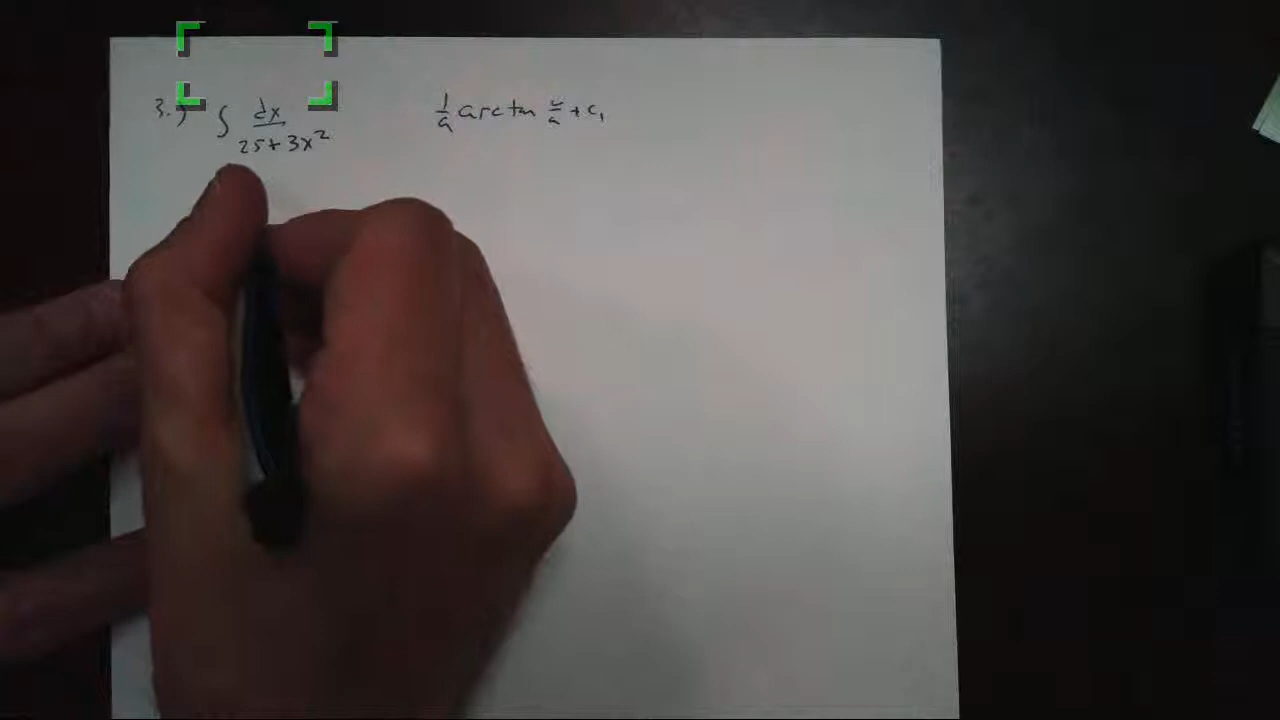 3.) ∫ dx / 25+3x² 1/a arctan u/a + c,